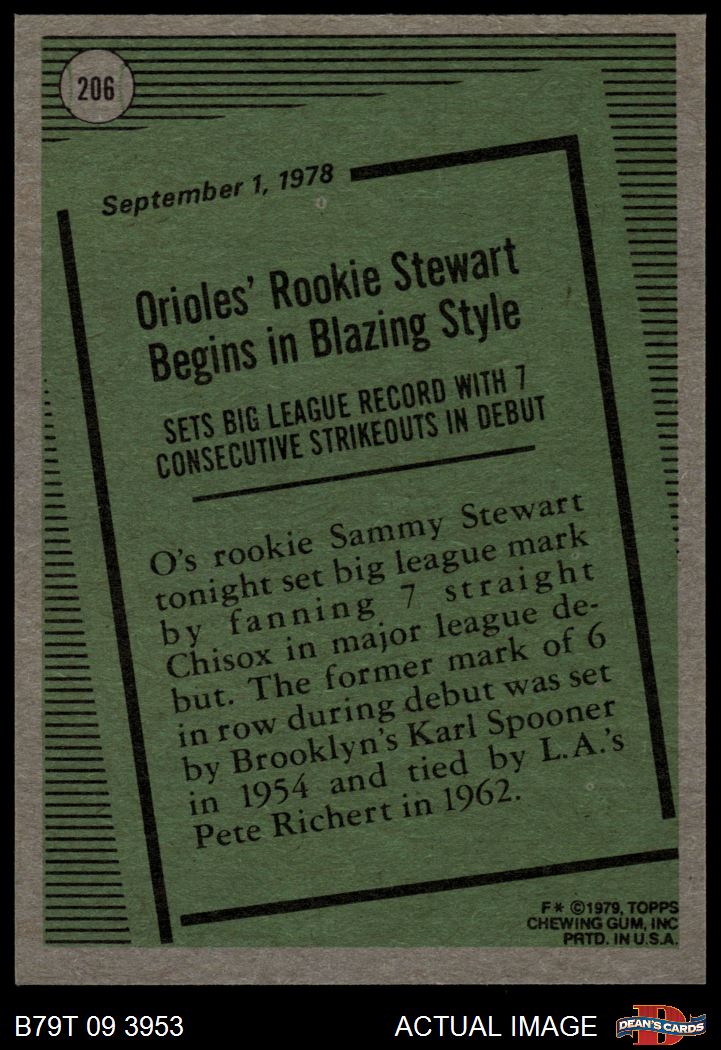 206
September 1, 1978
Orioles' Rookie Stewart
Begins in Blazing Style
SETS BIG LEAGUE RECORD WITH 7
CONSECUTIVE STRIKEOUTS IN DEBUT
O's rookie Sammy Stewart
tonight set big league mark
by fanning 7 straight
Chisox in major league de-
but. The former mark of 6
in row during debut was set
by Brooklyn's Karl Spooner
in 1954 and tied by L.A.'s
Pete Richert in 1962.
F* ©1979, TOPPS
CHEWING GUM, INC
PRTD. IN U.S.A.
B79T 09 3953
ACTUAL IMAGE
D
DEAN'S CARDS